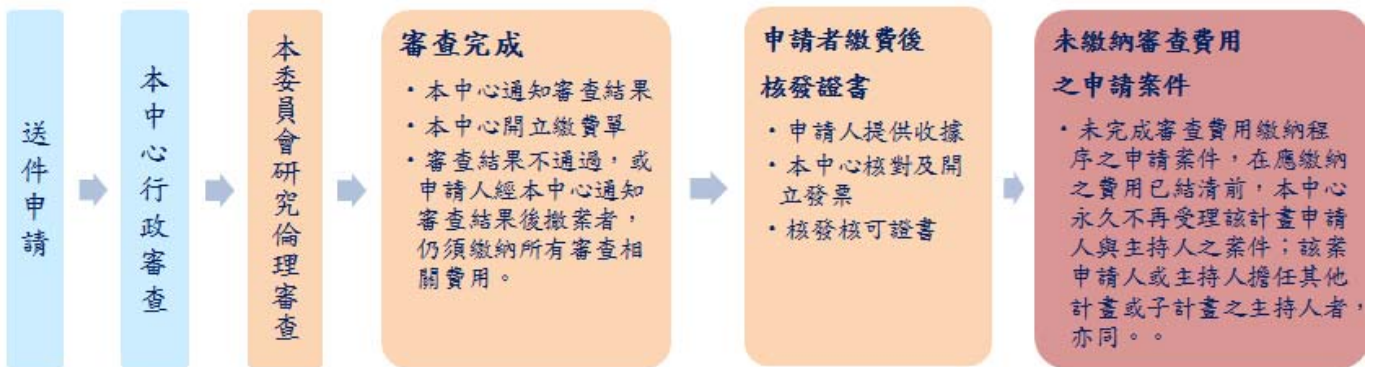 送件申請
本中心行政審查
本委員會研究倫理審查
審查完成
・本中心通知審查結果
・本中心開立繳費單
・審查結果不通過，或
申請人經本中心通知
審查結果後撤案者，
仍須繳納所有審查相
關費用。
申請者繳費後
核發證書
・申請人提供收據
・本中心核對及開
立發票
・核發核可證書
未繳納審查費用
之申請案件
・未完成審查費用繳納程
序之申請案件，在應繳納
之費用已結清前，本中心
永久不再受理該計畫申請
人與主持人之案件；該案
申請人或主持人擔任其他
計畫或子計畫之主持人者，
亦同。。